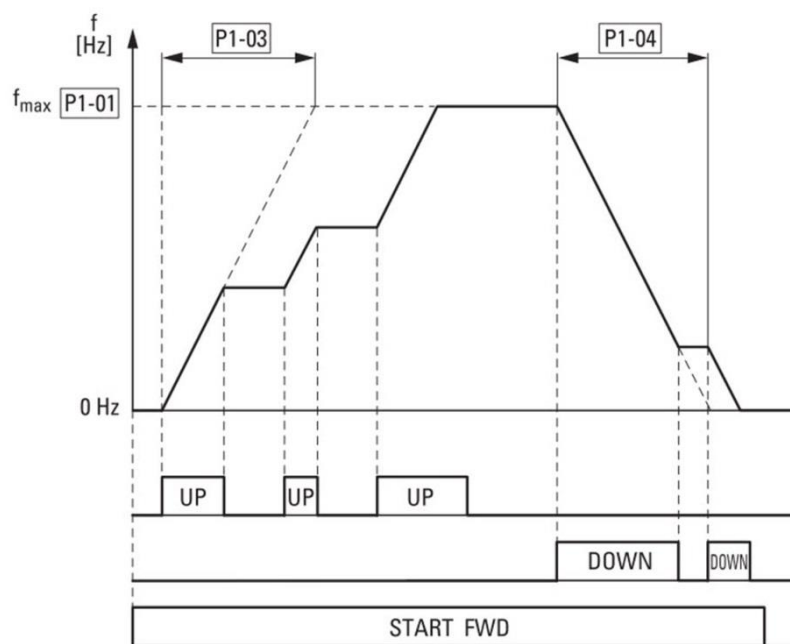 f
[Hz]
P1-03
P1-04
fmax P1-01
0 Hz
UP UP UP
DOWN DOWN
START FWD